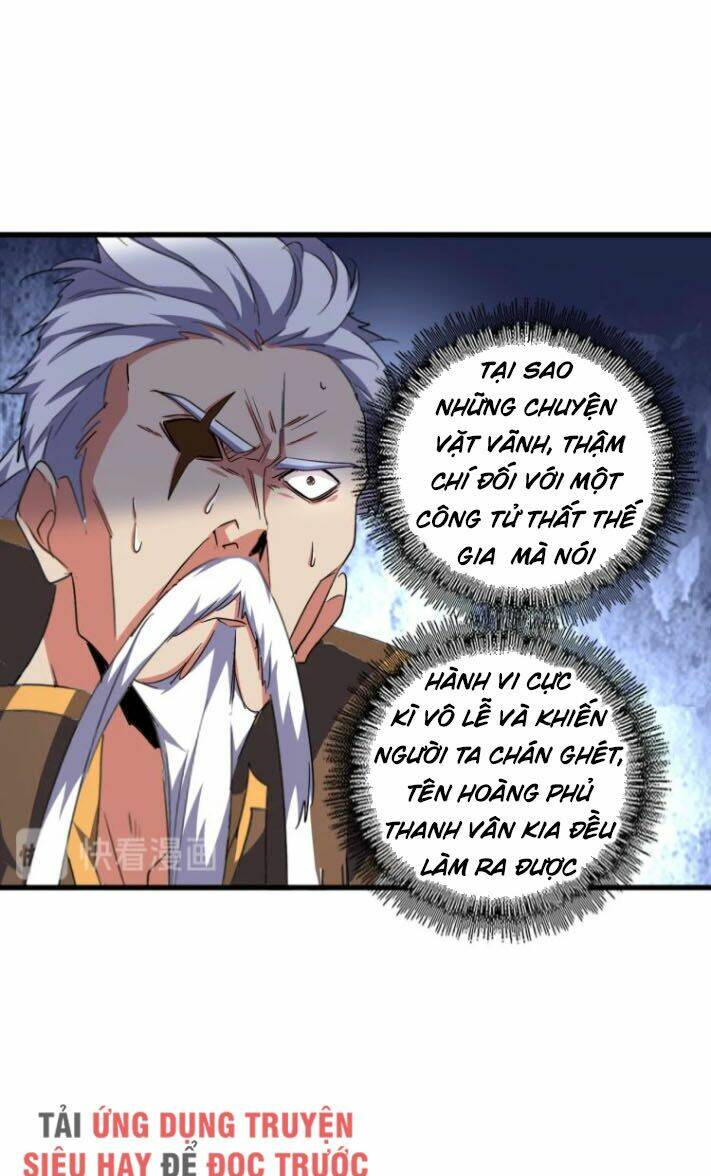 TẠI SAO
NHỮNG CHUYỆN
VẶT VÃNH, THẬM
CHÍ ĐỐI VỚI MỘT
CÔNG TỬ THẤT THẾ
GIA MÀ NÓI
HÀNH VI CỰC
KÌ VÔ LỄ VÀ KHIẾN
NGƯỜI TA CHÁN GHÉT,
TÊN HOÀNG PHỦ
THANH VÂN KIA ĐỀU
LÀM RA ĐƯỢC
快看漫画
TẢI ỨNG DỤNG TRUYỆN
SIÊU HAY ĐỂ ĐỌC TRƯỚC